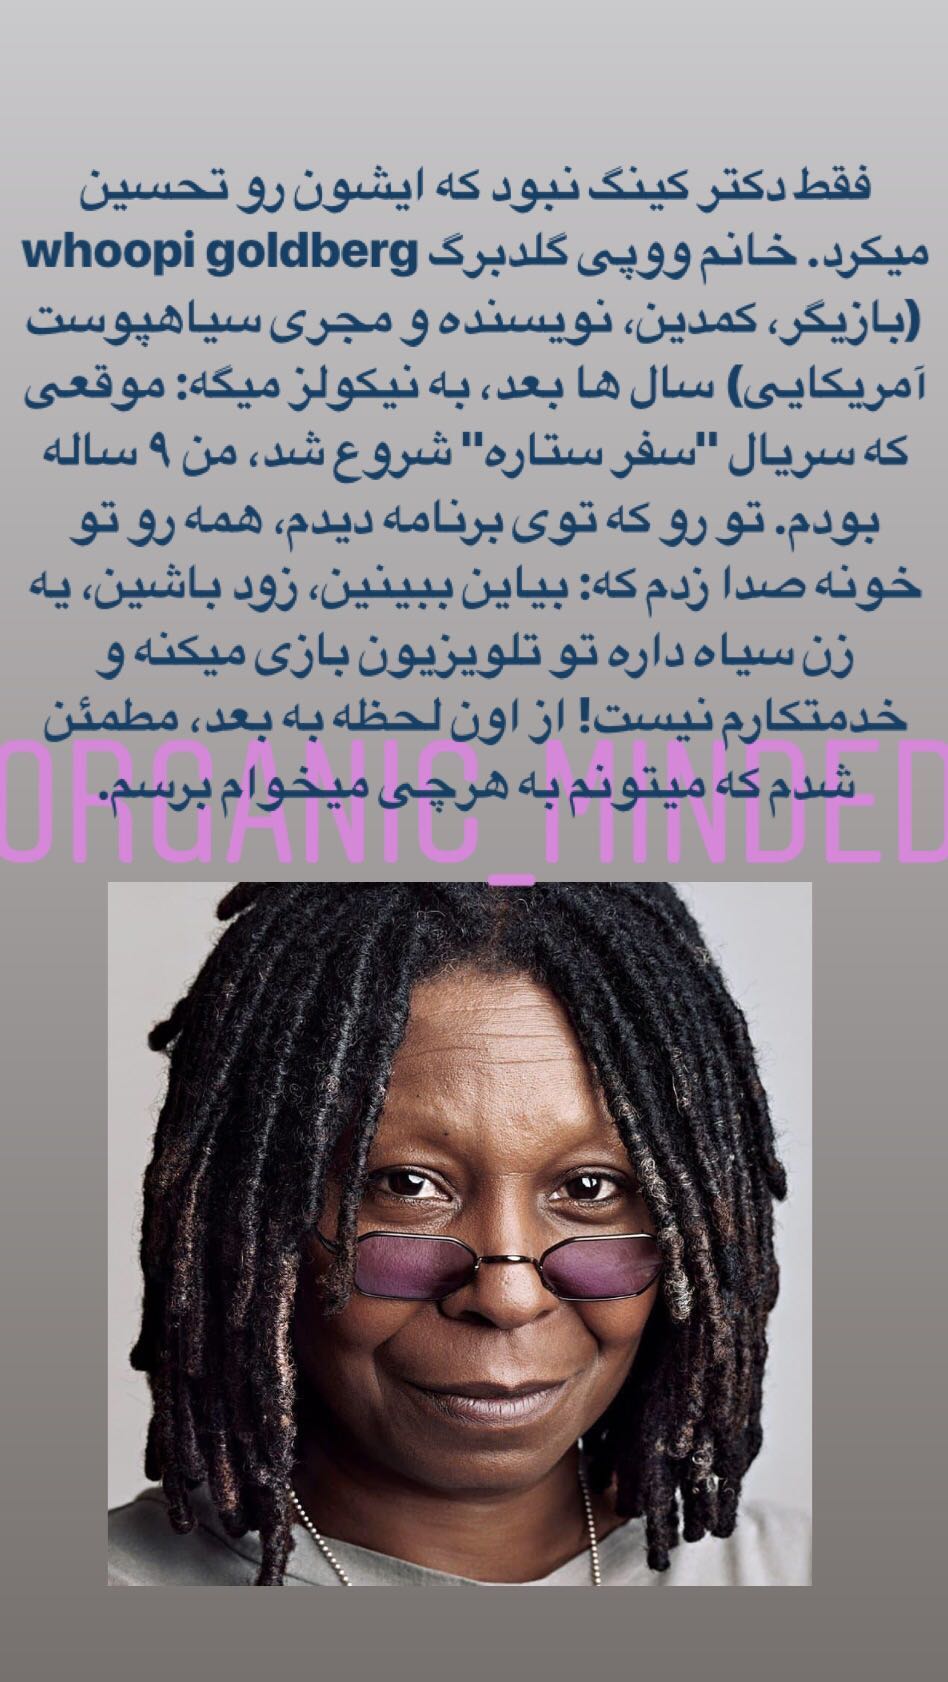 فقط دکتر کینگ نبود که ایشون رو تحسین
میکرد. خانم ووپی گلدبرگ whoopi goldberg
(بازیگر، کمدین، نویسنده و مجری سیاهپوست
آمریکایی) سال ها بعد، به نیکولز میگه: موقعی
که سریال "سفر ستاره" شروع شد، من ۹ ساله
بودم. تو رو که توی برنامه دیدم، همه رو تو
خونه صدا زدم که: بیاین ببینین، زود باشین، یه
زن سیاه داره تو تلویزیون بازی میکنه و
خدمتکارم نیست! از اون لحظه به بعد، مطمئن
شدم که میتونم به هرچی میخوام برسم.
ORGANIC_MINDED